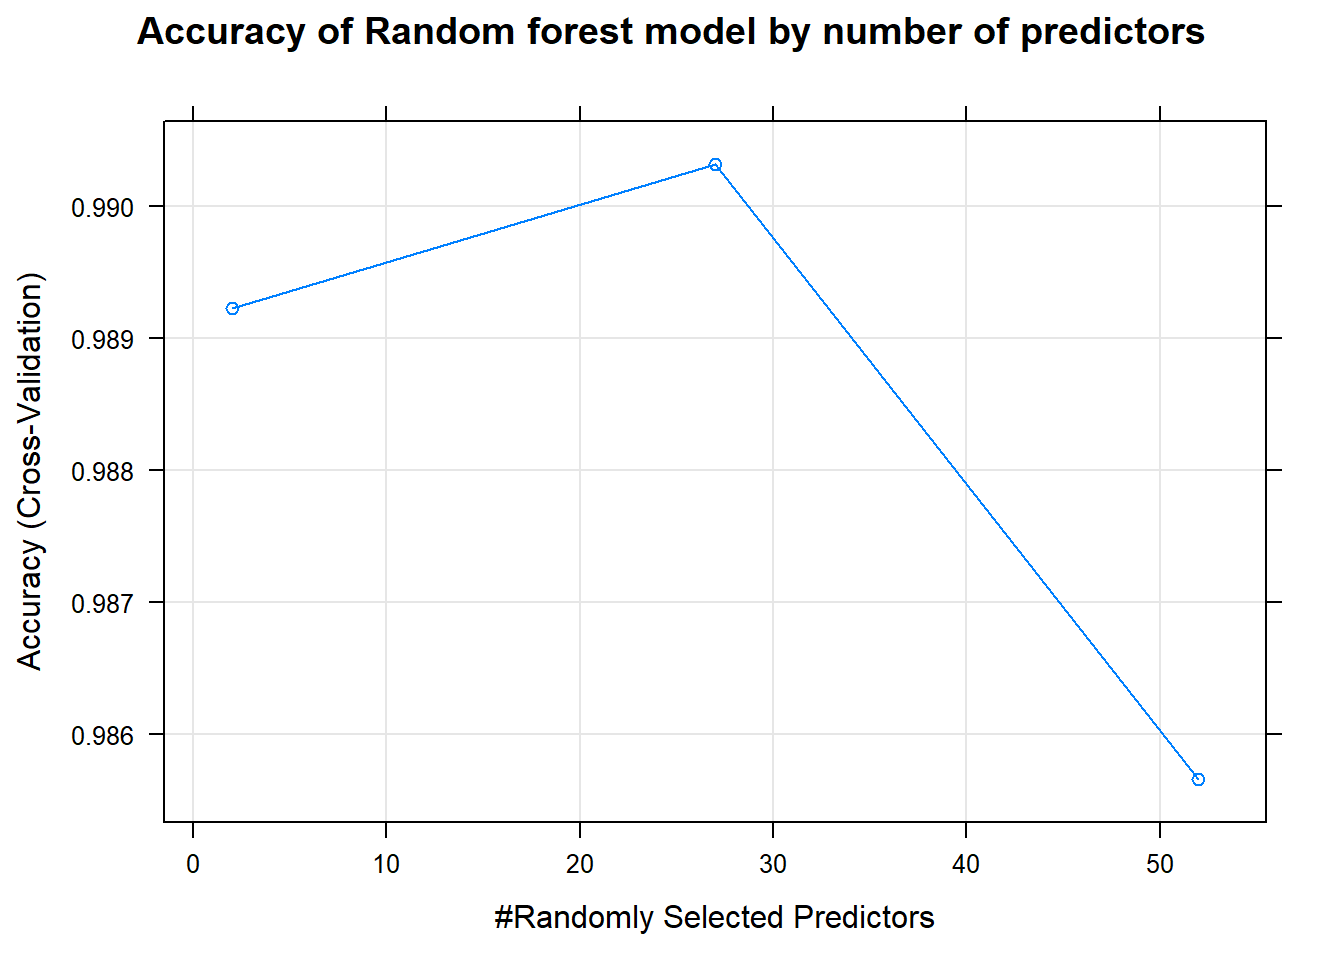 Accuracy of Random forest model by number of predictors
0.990
0.989
0.988
0.987
0.986
Accuracy (Cross-Validation)
0 10 20 30 40 50
#Randomly Selected Predictors